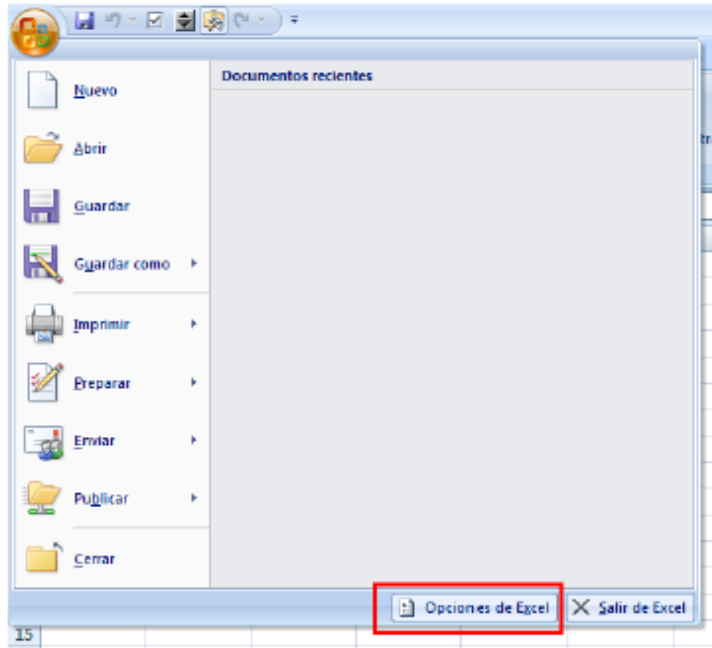 Documentos recientes
Nuevo
Abrir
Guardar
Guardar como
Imprimir
Preparar
Enviar
Publicar
Cerrar
Opciones de Excel
Salir de Excel
15